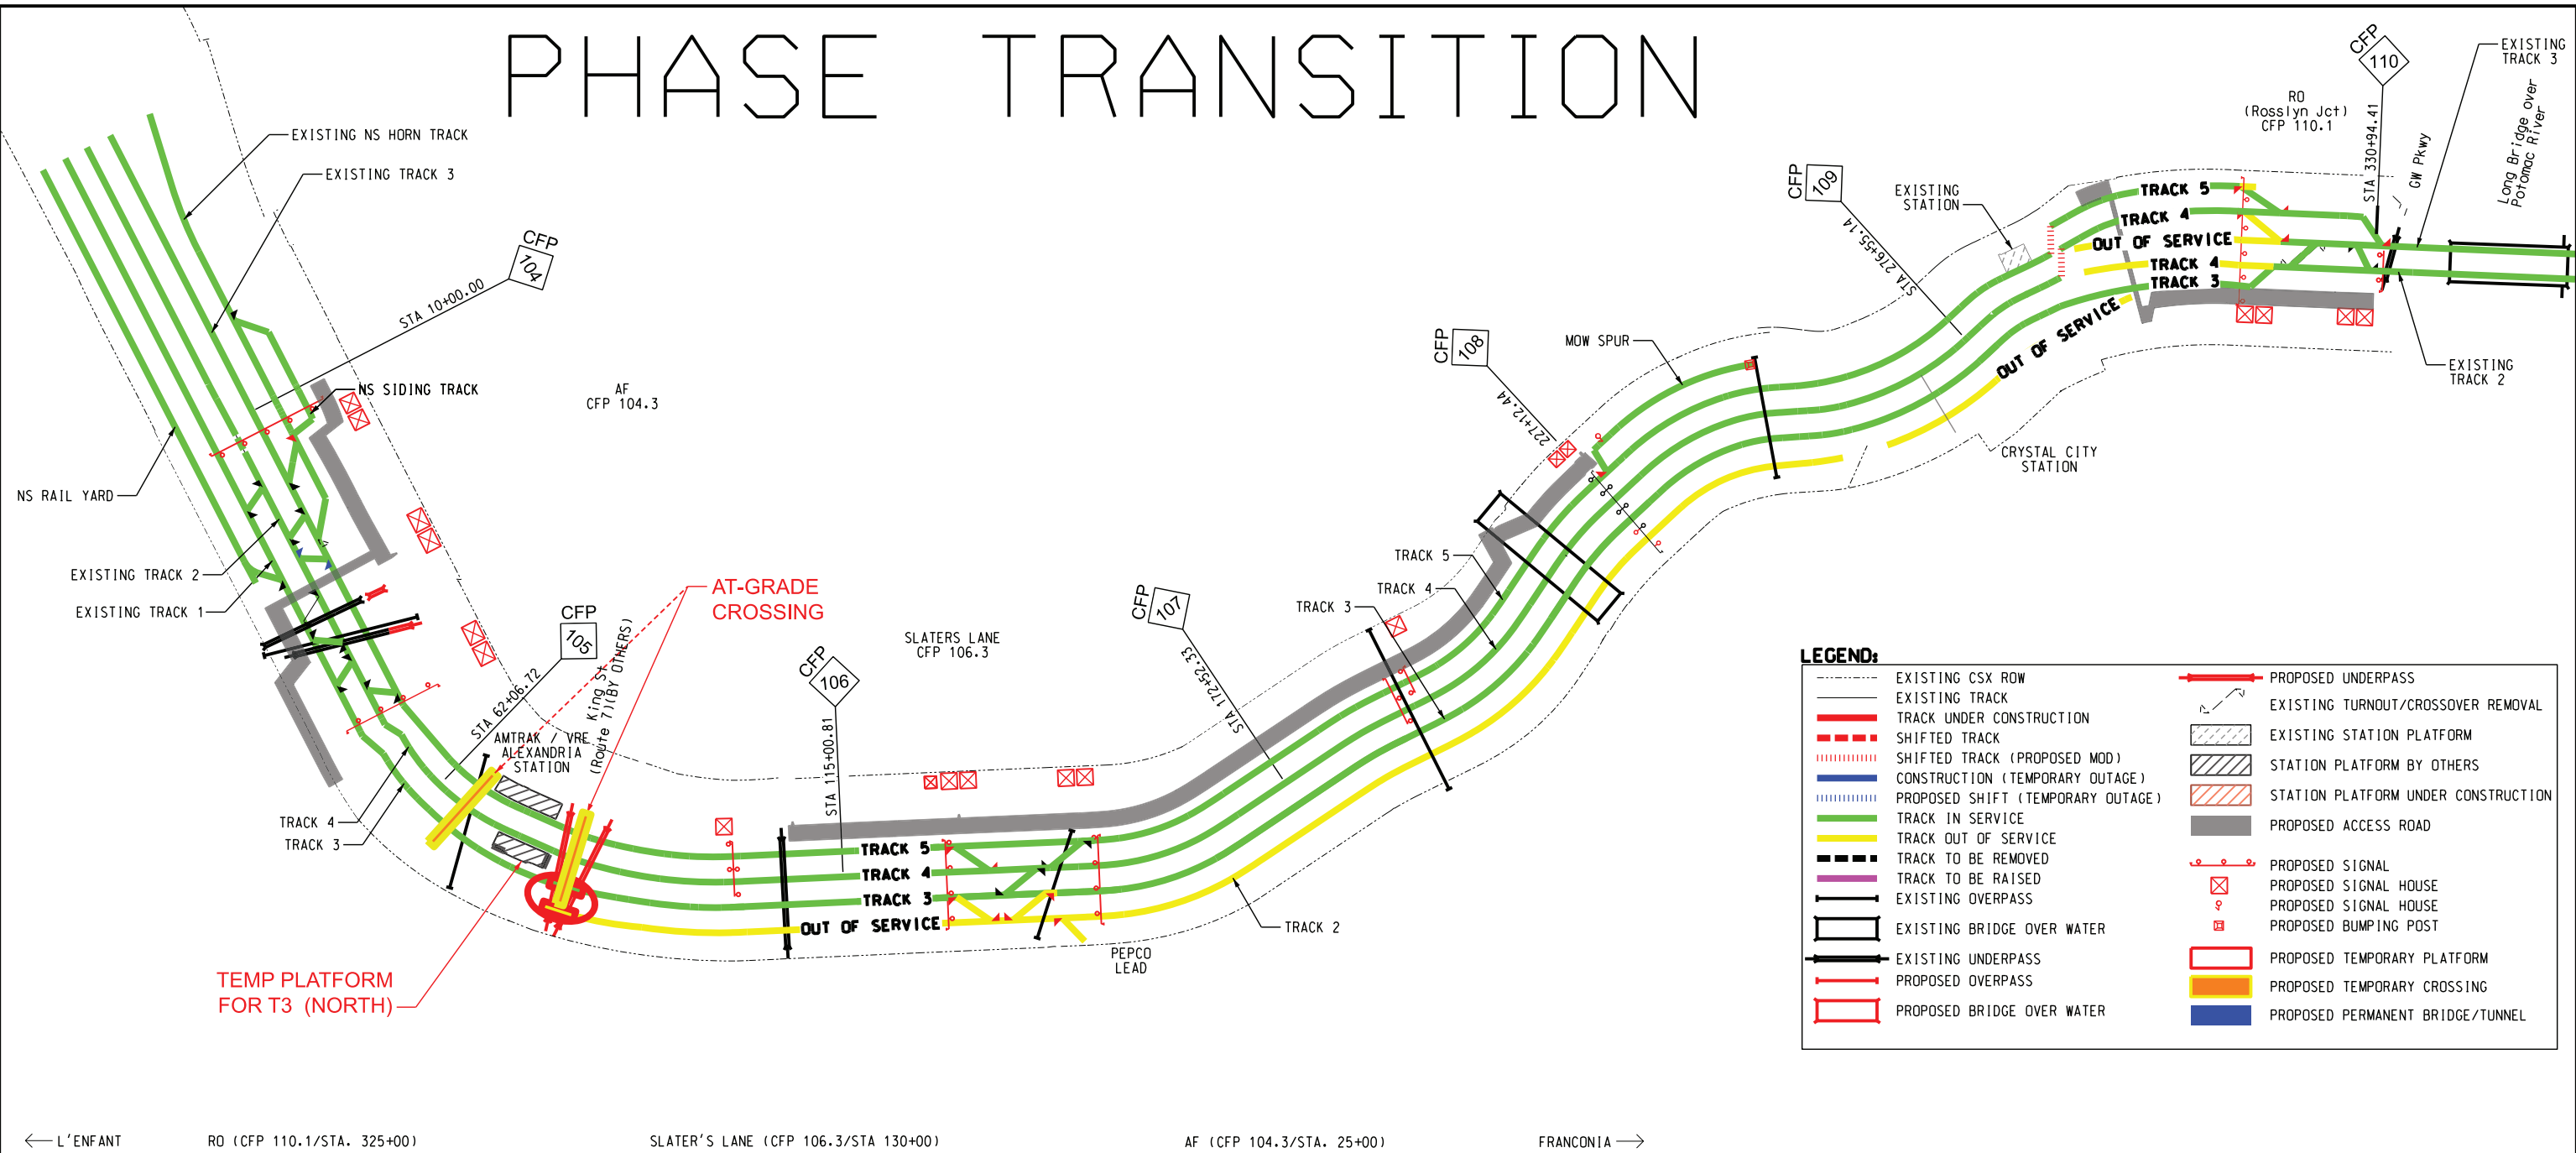 PHASE TRANSITION
EXISTING NS HORN TRACK
EXISTING TRACK 3
CFP
104
STA 10+00.00
NS SIDING TRACK
AF
CFP 104.3
NS RAIL YARD
EXISTING TRACK 2
EXISTING TRACK 1
CFP
105
STA 62+06.72
King St
(Route 7)(BY OTHERS)
AT-GRADE
CROSSING
AMTRAK / VRE
ALEXANDRIA
STATION
TRACK 4
TRACK 3
TEMP PLATFORM
FOR T3 (NORTH)
CFP
106
STA 115+00.81
SLATERS LANE
CFP 106.3
TRACK 5
TRACK 4
TRACK 3
OUT OF SERVICE
PEPCO
LEAD
TRACK 2
CFP
107
STA 172+52.33
TRACK 5
TRACK 4
TRACK 3
CFP
108
227+12.44
MOW SPUR
CFP
109
STA 276+55.14
EXISTING
STATION
CRYSTAL CITY
STATION
OUT OF SERVICE
TRACK 5
TRACK 4
OUT OF SERVICE
TRACK 4
TRACK 3
RO
(Rosslyn Jct)
CFP 110.1
CFP
110
STA 330+94.41
GW Pkwy
EXISTING
TRACK 3
Long Bridge over
Potomac River
EXISTING
TRACK 2
LEGEND:
EXISTING CSX ROW
EXISTING TRACK
TRACK UNDER CONSTRUCTION
SHIFTED TRACK
SHIFTED TRACK (PROPOSED MOD)
CONSTRUCTION (TEMPORARY OUTAGE)
PROPOSED SHIFT (TEMPORARY OUTAGE)
TRACK IN SERVICE
TRACK OUT OF SERVICE
TRACK TO BE REMOVED
TRACK TO BE RAISED
EXISTING OVERPASS
EXISTING BRIDGE OVER WATER
EXISTING UNDERPASS
PROPOSED OVERPASS
PROPOSED BRIDGE OVER WATER
PROPOSED UNDERPASS
EXISTING TURNOUT/CROSSOVER REMOVAL
EXISTING STATION PLATFORM
STATION PLATFORM BY OTHERS
STATION PLATFORM UNDER CONSTRUCTION
PROPOSED ACCESS ROAD
PROPOSED SIGNAL
PROPOSED SIGNAL HOUSE
PROPOSED SIGNAL HOUSE
PROPOSED BUMPING POST
PROPOSED TEMPORARY PLATFORM
PROPOSED TEMPORARY CROSSING
PROPOSED PERMANENT BRIDGE/TUNNEL
L'ENFANT
RO (CFP 110.1/STA. 325+00)
SLATER'S LANE (CFP 106.3/STA 130+00)
AF (CFP 104.3/STA. 25+00)
FRANCONIA